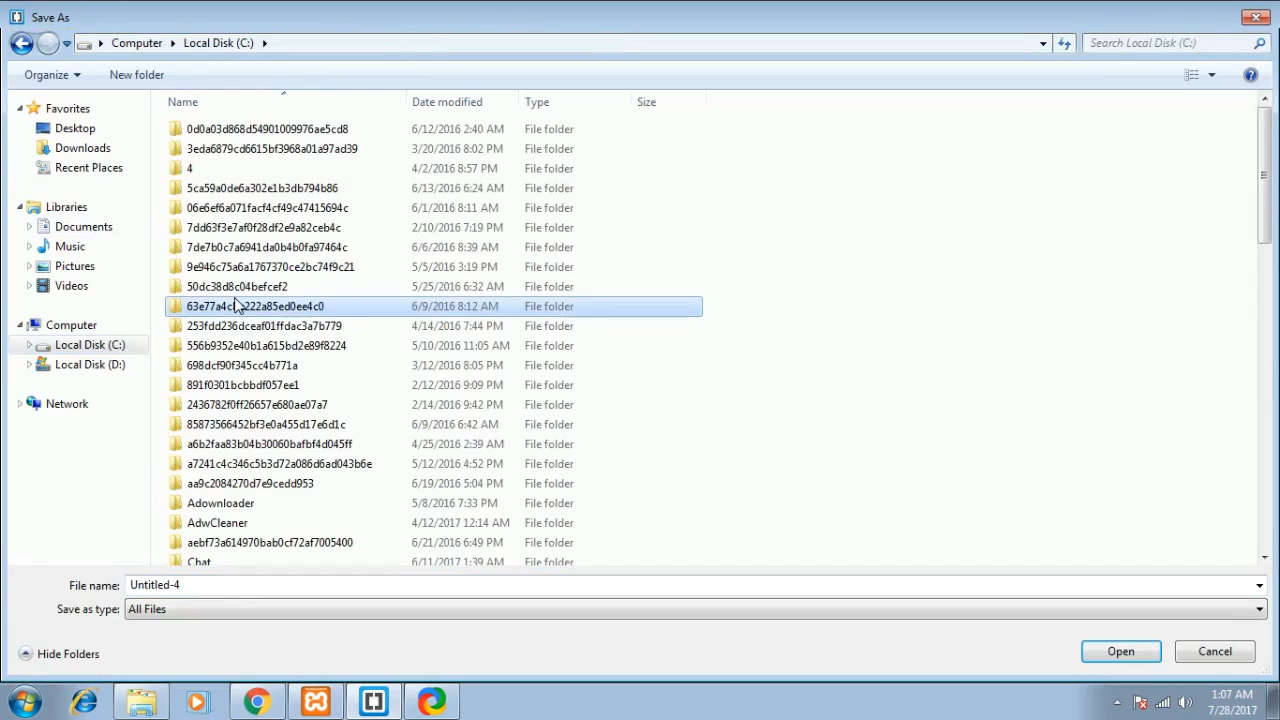 Save As
Computer Local Disk (C:)
Search Local Disk (C:)
Organize New folder
Favorites
Desktop
Downloads
Recent Places
Libraries
Documents
Music
Pictures
Videos
Computer
Local Disk (C:)
Local Disk (D:)
Network
Name Date modified Type Size
0d0a03d868d54901009976ae5cd8 6/12/2016 2:40 AM File folder
3eda6879cd6615bf3968a01a97ad39 3/20/2016 8:02 PM File folder
4 4/2/2016 8:57 PM File folder
5ca59a0de6a302e1b3db794b86 6/13/2016 6:24 AM File folder
06e6ef6a071facf4cf49c47415694c 6/1/2016 8:11 AM File folder
7dd63f3e7af0f28df2e9a82ceb4c 2/10/2016 7:19 PM File folder
7de7b0c7a6941da0b4b0fa97464c 6/6/2016 8:39 AM File folder
9e946c75a6a1767370ce2bc74f9c21 5/5/2016 3:19 PM File folder
50dc38d8c04befcef2 5/25/2016 6:32 AM File folder
6/9/2016 8:12 AM File folder
253fdd236dceaf01ffdac3a7b779 4/14/2016 7:44 PM File folder
556b9352e40b1a615bd2e89f8224 5/10/2016 11:05 AM File folder
698dcf90f345cc4b771a 3/12/2016 8:05 PM File folder
891f0301bcbbdf057ee1 2/12/2016 9:09 PM File folder
2436782f0ff26657e680ae07a7 2/14/2016 9:42 PM File folder
85873566452bf3e0a455d17e6d1c 6/9/2016 6:42 AM File folder
a6b2faa83b04b30060bafbf4d045ff 4/25/2016 2:39 AM File folder
a7241c4c346c5b3d72a086d6ad043b6e 5/12/2016 4:52 PM File folder
aa9c2084270d7e9cedd953 6/19/2016 5:04 PM File folder
Adownloader 5/8/2016 7:33 PM File folder
AdwCleaner 4/12/2017 12:14 AM File folder
aebf73a614970bab0cf72af7005400 6/21/2016 6:49 PM File folder
Chat 6/11/2017 1:39 AM File folder
File name: Untitled-4
Save as type: All Files
Hide Folders
Open Cancel
1:07 AM
7/28/2017